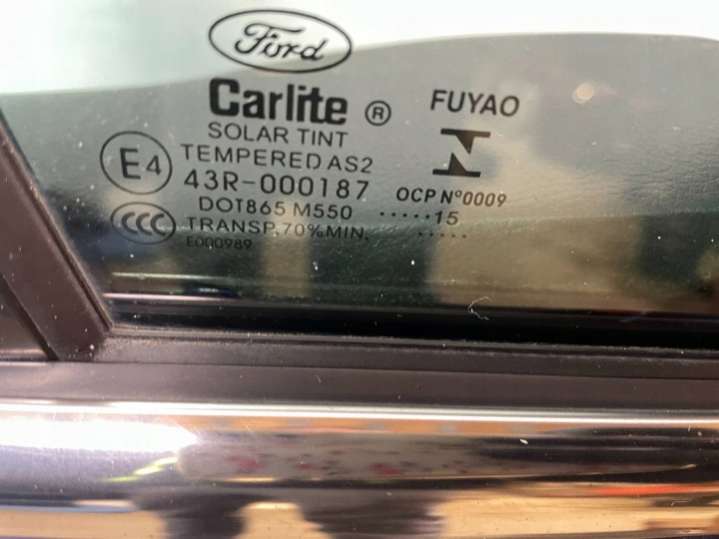 Ford
Carlite ®
SOLAR TINT
TEMPERED AS2
E4
43R-000187
DOT865 M550
CCC
TRANSP. 70% MIN.
E000989
FUYAO
OCP N°0009
.....15
.....